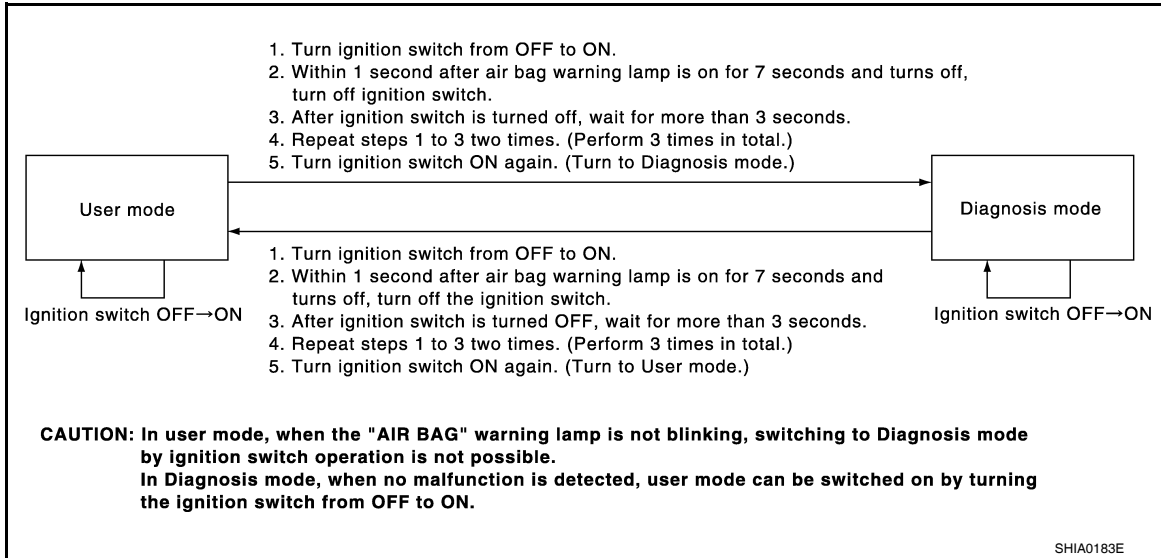 1. Turn ignition switch from OFF to ON.
2. Within 1 second after air bag warning lamp is on for 7 seconds and turns off,
turn off ignition switch.
3. After ignition switch is turned off, wait for more than 3 seconds.
4. Repeat steps 1 to 3 two times. (Perform 3 times in total.)
5. Turn ignition switch ON again. (Turn to Diagnosis mode.)
User mode
Diagnosis mode
1. Turn ignition switch from OFF to ON.
2. Within 1 second after air bag warning lamp is on for 7 seconds and
turns off, turn off the ignition switch.
3. After ignition switch is turned OFF, wait for more than 3 seconds.
4. Repeat steps 1 to 3 two times. (Perform 3 times in total.)
5. Turn ignition switch ON again. (Turn to User mode.)
Ignition switch OFF→ON
Ignition switch OFF→ON
CAUTION: In user mode, when the "AIR BAG" warning lamp is not blinking, switching to Diagnosis mode
by ignition switch operation is not possible.
In Diagnosis mode, when no malfunction is detected, user mode can be switched on by turning
the ignition switch from OFF to ON.
SHIA0183E